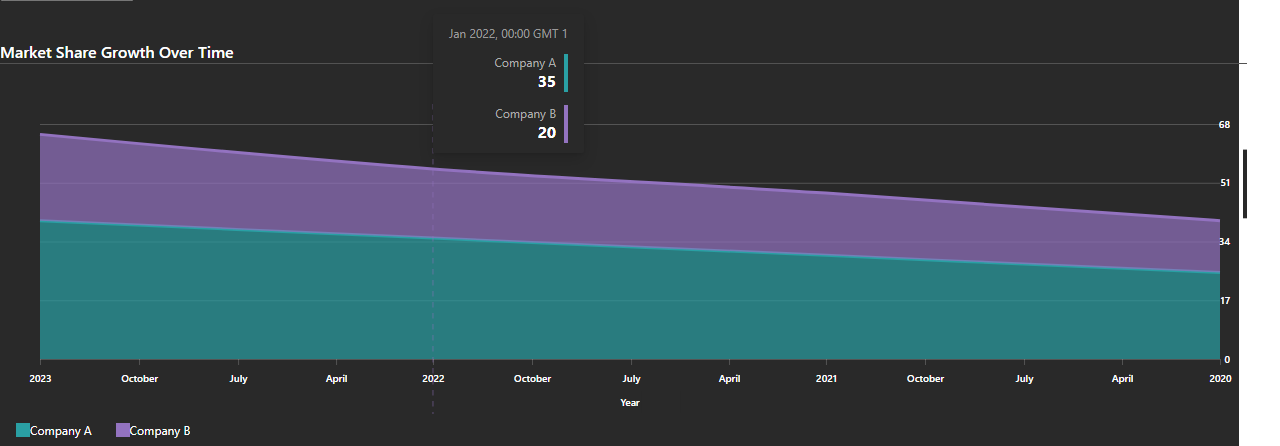 Jan 2022, 00:00 GMT 1
Market Share Growth Over Time
Company A
35
Company B
20
68
51
34
17
0
2023 October July April 2022 October July April 2021 October July April 2020
Year
Company A Company B